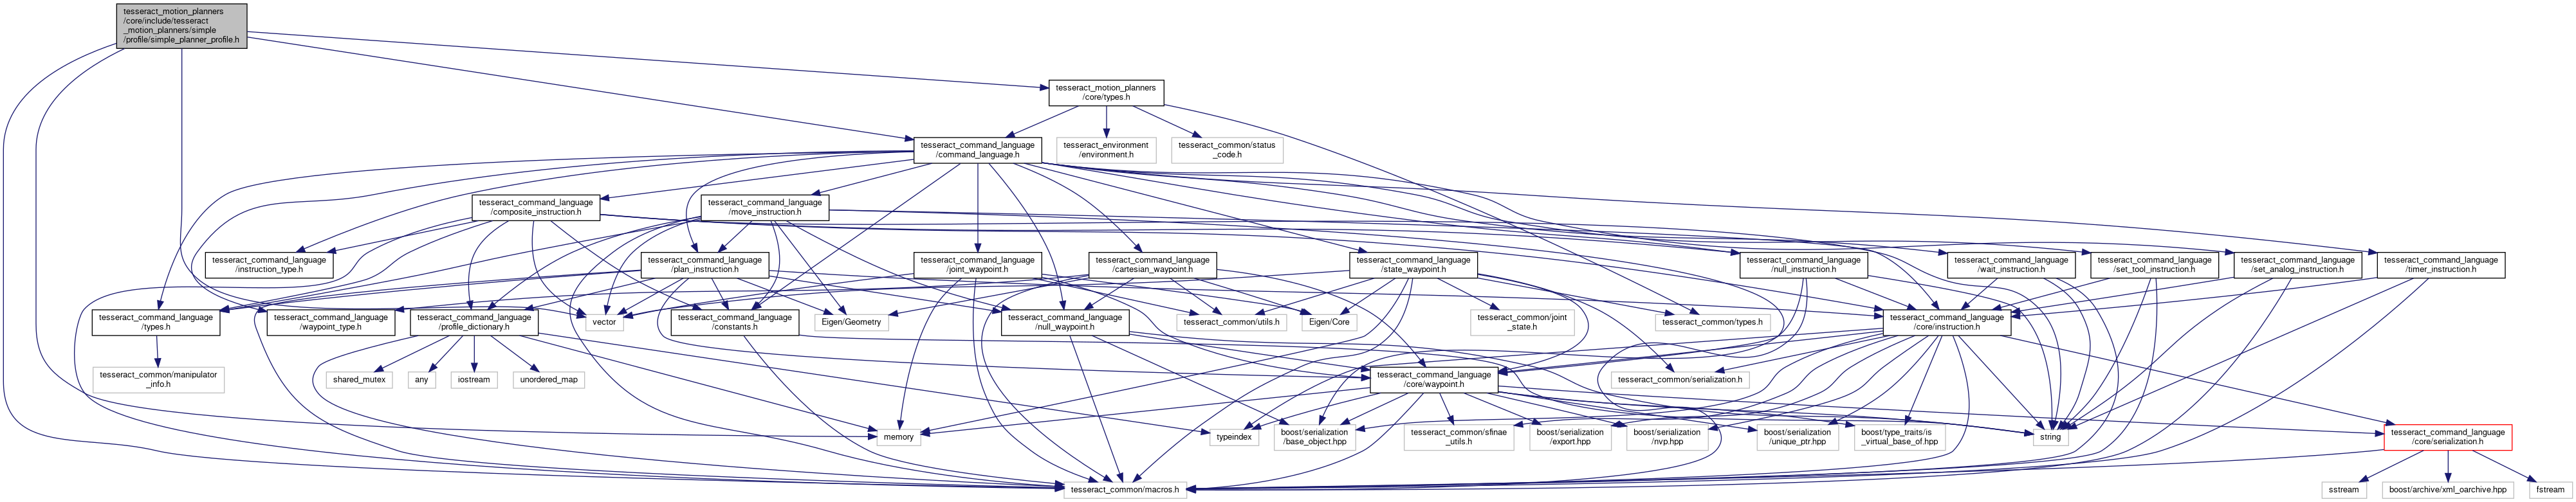 tesseract_motion_planners
/core/include/tesseract
_motion_planners/simple
/profile/simple_planner_profile.h
tesseract_motion_planners
/core/types.h
tesseract_command_language
/command_language.h
tesseract_environment
/environment.h
tesseract_common/status
_code.h
tesseract_command_language
/composite_instruction.h
tesseract_command_language
/move_instruction.h
tesseract_command_language
/instruction_type.h
tesseract_command_language
/plan_instruction.h
tesseract_command_language
/joint_waypoint.h
tesseract_command_language
/cartesian_waypoint.h
tesseract_command_language
/state_waypoint.h
tesseract_command_language
/null_instruction.h
tesseract_command_language
/wait_instruction.h
tesseract_command_language
/set_tool_instruction.h
tesseract_command_language
/set_analog_instruction.h
tesseract_command_language
/timer_instruction.h
tesseract_command_language
/types.h
tesseract_command_language
/waypoint_type.h
tesseract_command_language
/profile_dictionary.h
vector
tesseract_command_language
/constants.h
Eigen/Geometry
tesseract_command_language
/null_waypoint.h
tesseract_common/utils.h
Eigen/Core
tesseract_common/joint
_state.h
tesseract_common/types.h
tesseract_command_language
/core/instruction.h
tesseract_common/manipulator
_info.h
shared_mutex
any
iostream
unordered_map
tesseract_command_language
/core/waypoint.h
tesseract_common/serialization.h
memory
typeindex
boost/serialization
/base_object.hpp
tesseract_common/sfinae
_utils.h
boost/serialization
/export.hpp
boost/serialization
/nvp.hpp
boost/serialization
/unique_ptr.hpp
boost/type_traits/is
_virtual_base_of.hpp
string
tesseract_command_language
/core/serialization.h
tesseract_common/macros.h
sstream
boost/archive/xml_oarchive.hpp
fstream